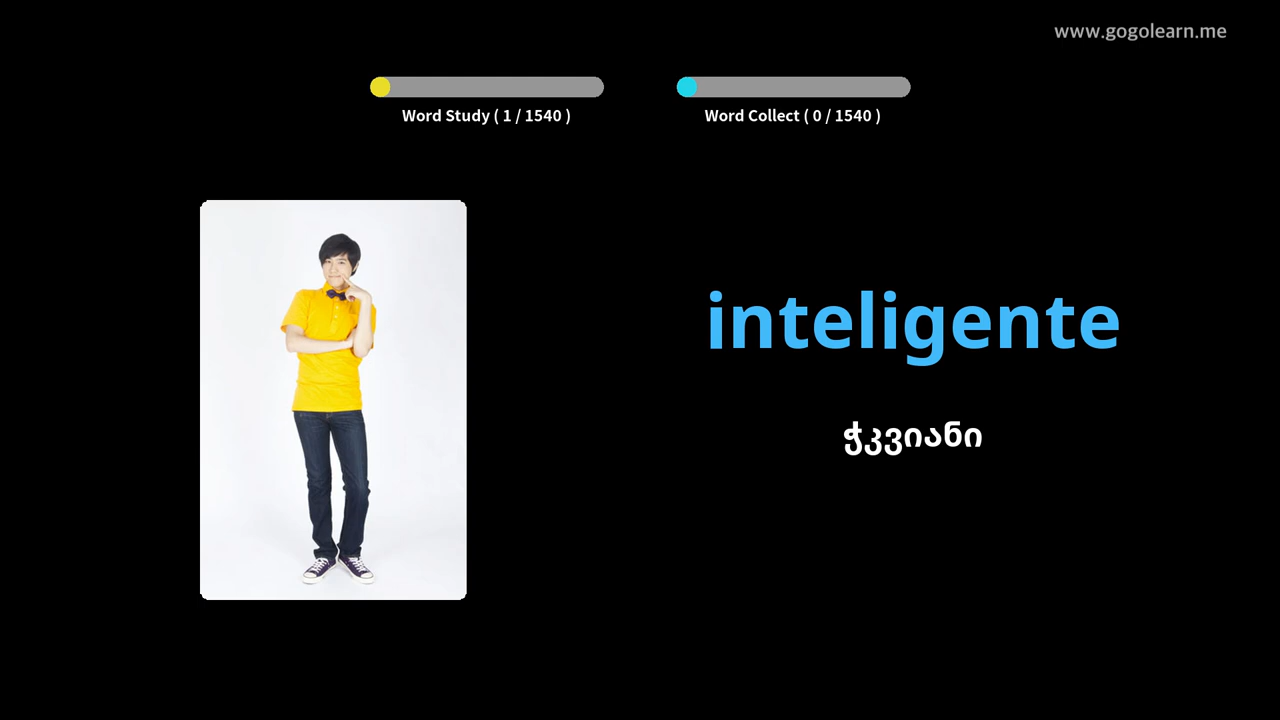 www.gogolearn.me
Word Study ( 1 / 1540 )
Word Collect ( 0 / 1540 )
inteligente
ჭკვიანი